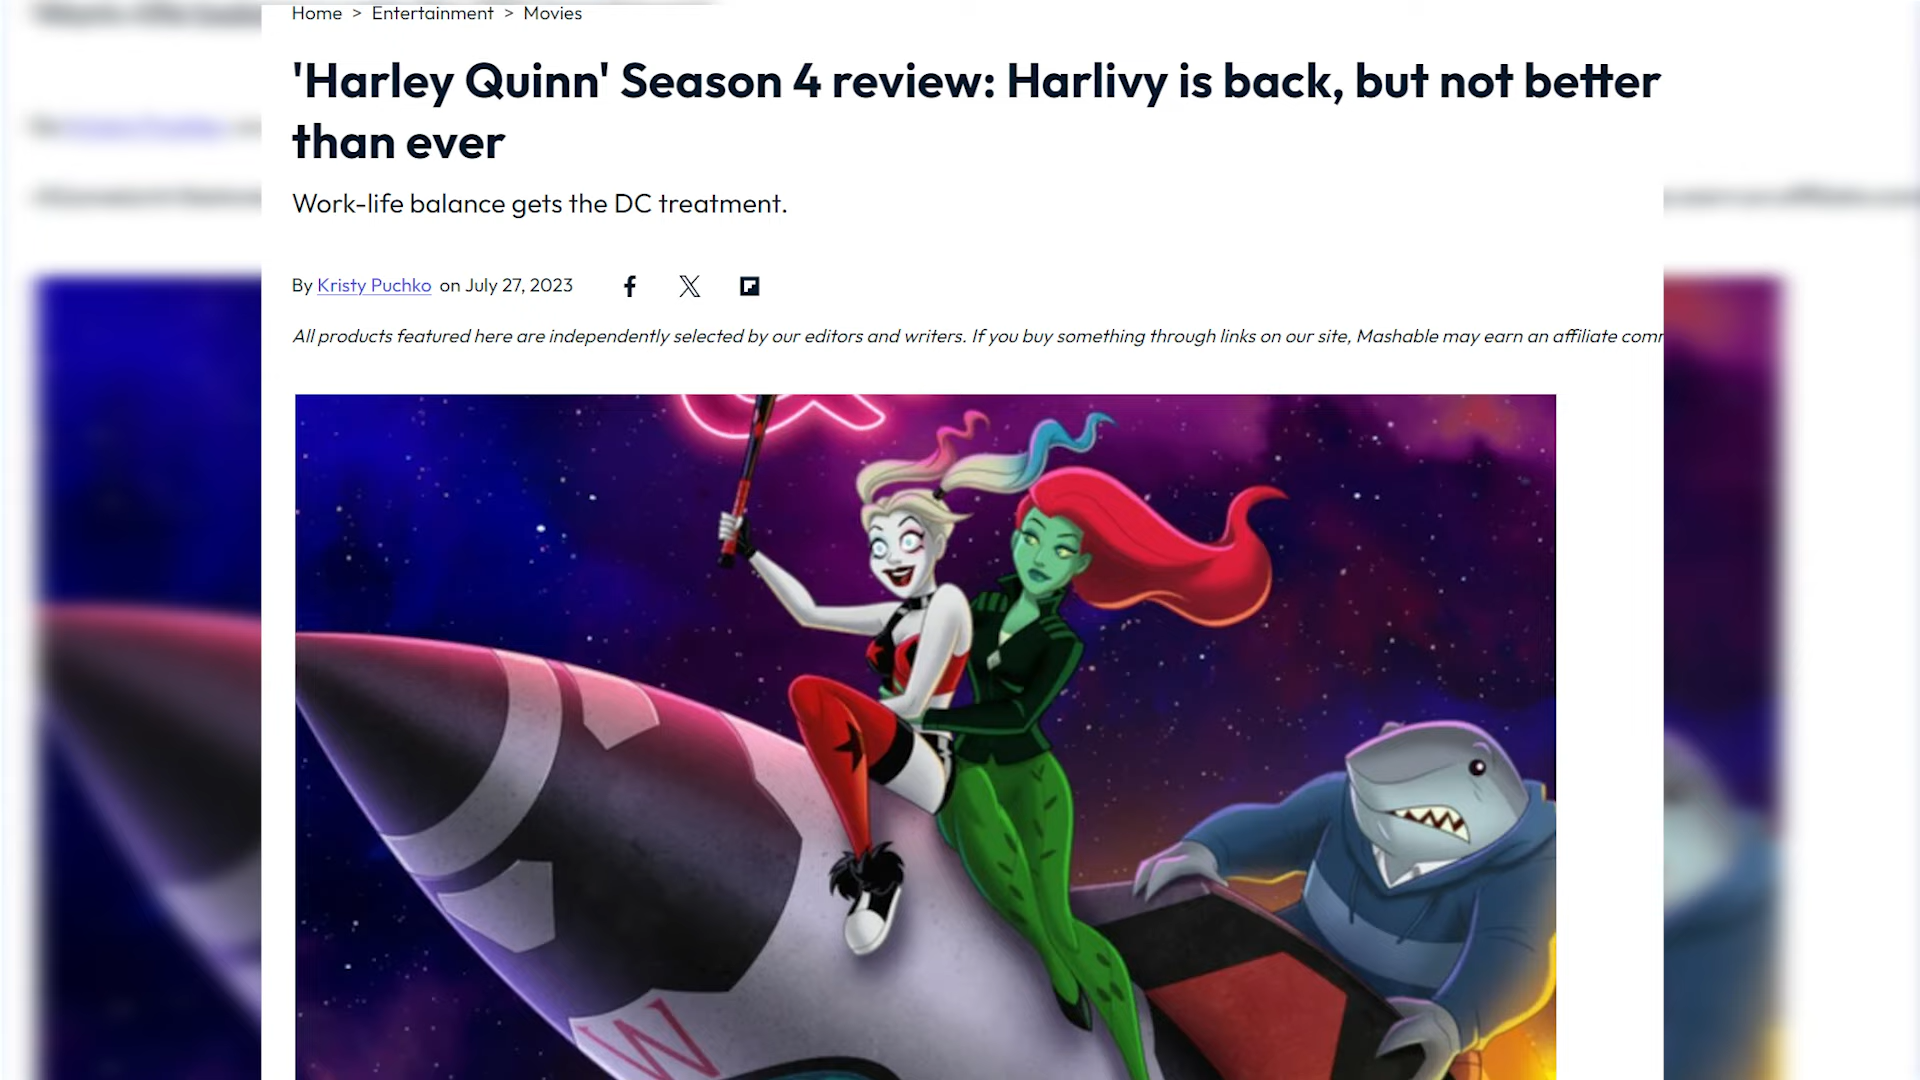 Home > Entertainment > Movies
'Harley Quinn' Season 4 review: Harlivy is back, but not better
than ever
Work-life balance gets the DC treatment.
By Kristy Puchko on July 27, 2023
All products featured here are independently selected by our editors and writers. If you buy something through links on our site, Mashable may earn an affiliate
W